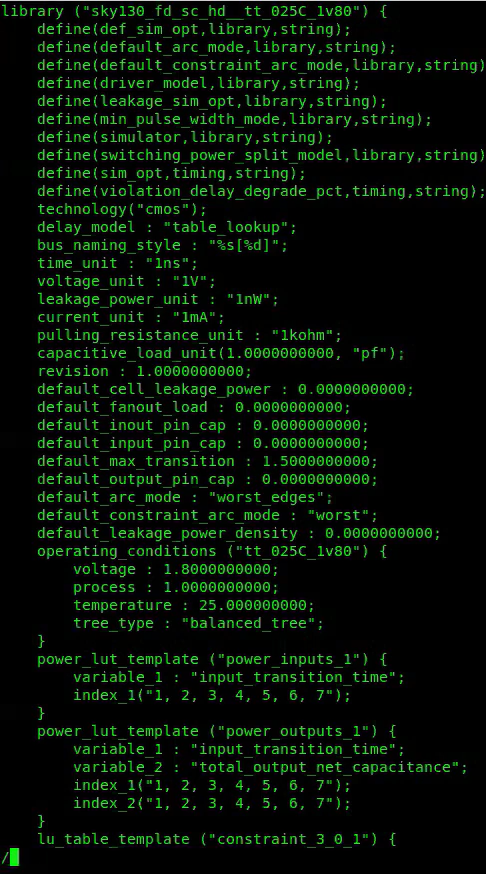 library ("sky130_fd_sc_hd__tt_025C_1v80") {
    define(def_sim_opt,library,string);
    define(default_arc_mode,library,string);
    define(default_constraint_arc_mode,library,string)
    define(driver_model,library,string);
    define(leakage_sim_opt,library,string);
    define(min_pulse_width_mode,library,string);
    define(simulator,library,string);
    define(switching_power_split_model,library,string)
    define(sim_opt,timing,string);
    define(violation_delay_degrade_pct,timing,string);
    technology("cmos");
    delay_model : "table_lookup";
    bus_naming_style : "%s[%d]";
    time_unit : "1ns";
    voltage_unit : "1V";
    leakage_power_unit : "1nW";
    current_unit : "1mA";
    pulling_resistance_unit : "1kohm";
    capacitive_load_unit(1.0000000000, "pf");
    revision : 1.0000000000;
    default_cell_leakage_power : 0.0000000000;
    default_fanout_load : 0.0000000000;
    default_inout_pin_cap : 0.0000000000;
    default_input_pin_cap : 0.0000000000;
    default_max_transition : 1.5000000000;
    default_output_pin_cap : 0.0000000000;
    default_arc_mode : "worst_edges";
    default_constraint_arc_mode : "worst";
    default_leakage_power_density : 0.0000000000;
    operating_conditions ("tt_025C_1v80") {
        voltage : 1.8000000000;
        process : 1.0000000000;
        temperature : 25.000000000;
        tree_type : "balanced_tree";
    }
    power_lut_template ("power_inputs_1") {
        variable_1 : "input_transition_time";
        index_1("1, 2, 3, 4, 5, 6, 7");
    }
    power_lut_template ("power_outputs_1") {
        variable_1 : "input_transition_time";
        variable_2 : "total_output_net_capacitance";
        index_1("1, 2, 3, 4, 5, 6, 7");
        index_2("1, 2, 3, 4, 5, 6, 7");
    }
    lu_table_template ("constraint_3_0_1") {
/